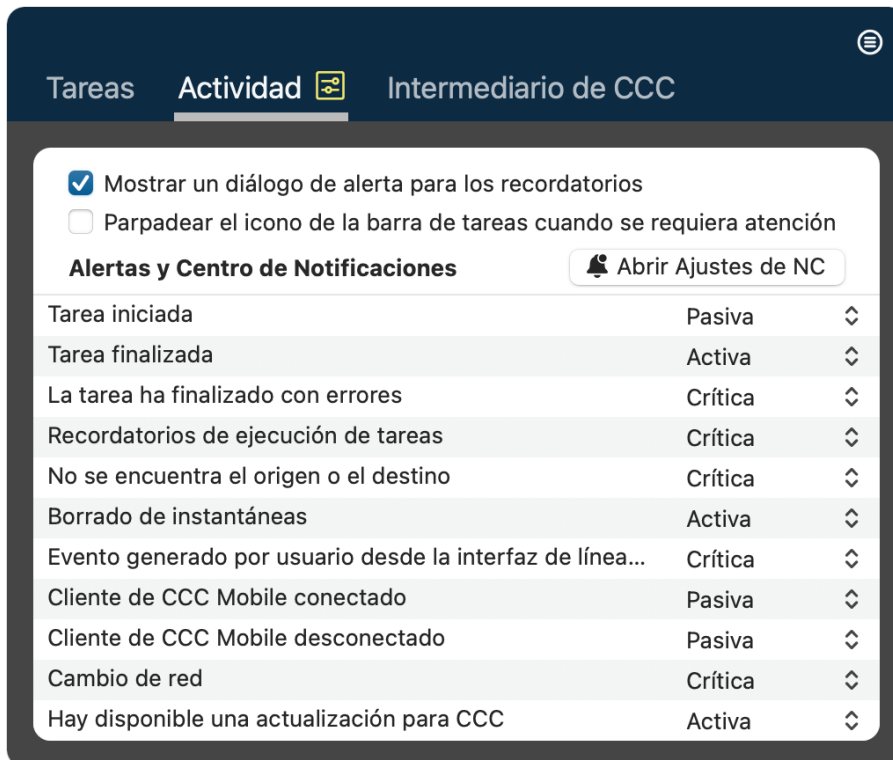 Tareas Actividad Intermediario de CCC
Mostrar un diálogo de alerta para los recordatorios
Parpadear el icono de la barra de tareas cuando se requiera atención
Alertas y Centro de Notificaciones Abrir Ajustes de NC
Tarea iniciada Pasiva
Tarea finalizada Activa
La tarea ha finalizado con errores Crítica
Recordatorios de ejecución de tareas Crítica
No se encuentra el origen o el destino Crítica
Borrado de instantáneas Activa
Evento generado por usuario desde la interfaz de línea... Crítica
Cliente de CCC Mobile conectado Pasiva
Cliente de CCC Mobile desconectado Pasiva
Cambio de red Crítica
Hay disponible una actualización para CCC Activa